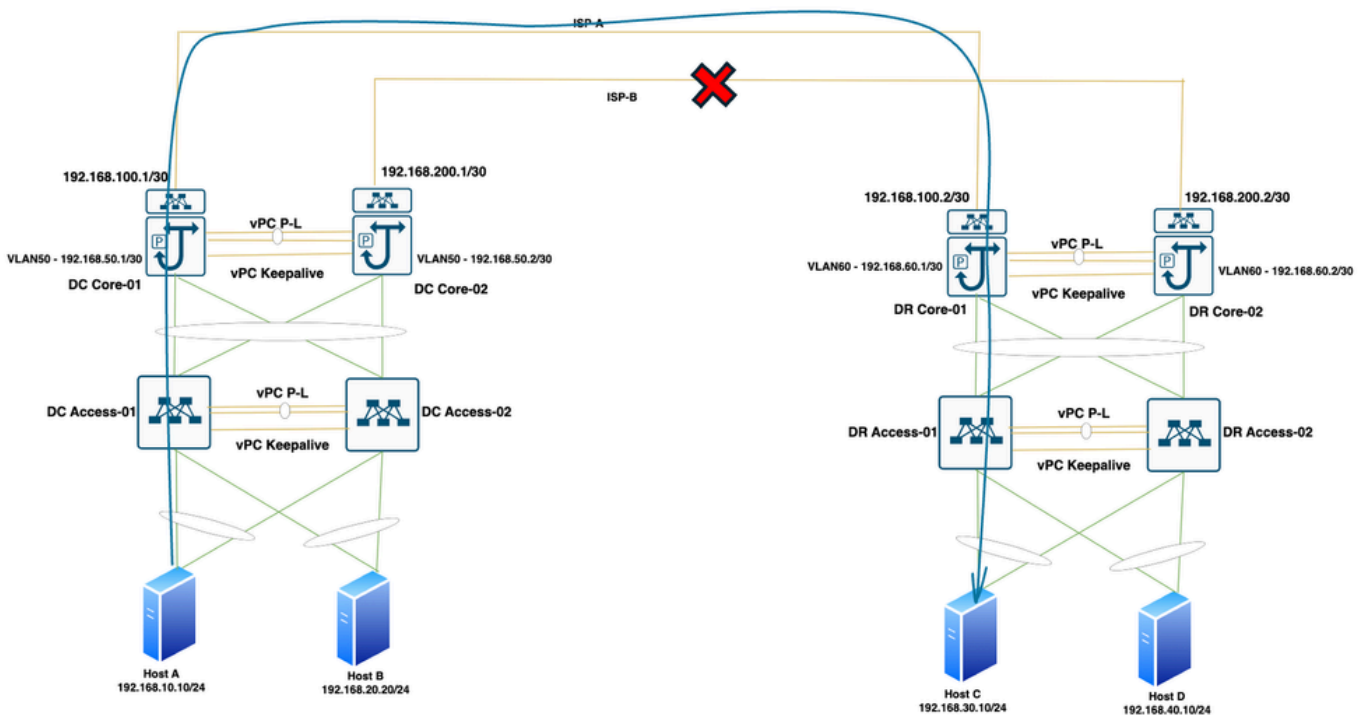 ISP-A
ISP-B
192.168.100.1/30
192.168.200.1/30
192.168.100.2/30
192.168.200.2/30
P
vPC P-L
P
P
vPC P-L
P
VLAN50 - 192.168.50.1/30
VLAN50 - 192.168.50.2/30
VLAN60 - 192.168.60.1/30
VLAN60 - 192.168.60.2/30
vPC Keepalive
vPC Keepalive
DC Core-01
DC Core-02
DR Core-01
DR Core-02
vPC P-L
vPC P-L
DC Access-01
DC Access-02
DR Access-01
DR Access-02
vPC Keepalive
vPC Keepalive
Host A
192.168.10.10/24
Host B
192.168.20.20/24
Host C
192.168.30.10/24
Host D
192.168.40.10/24